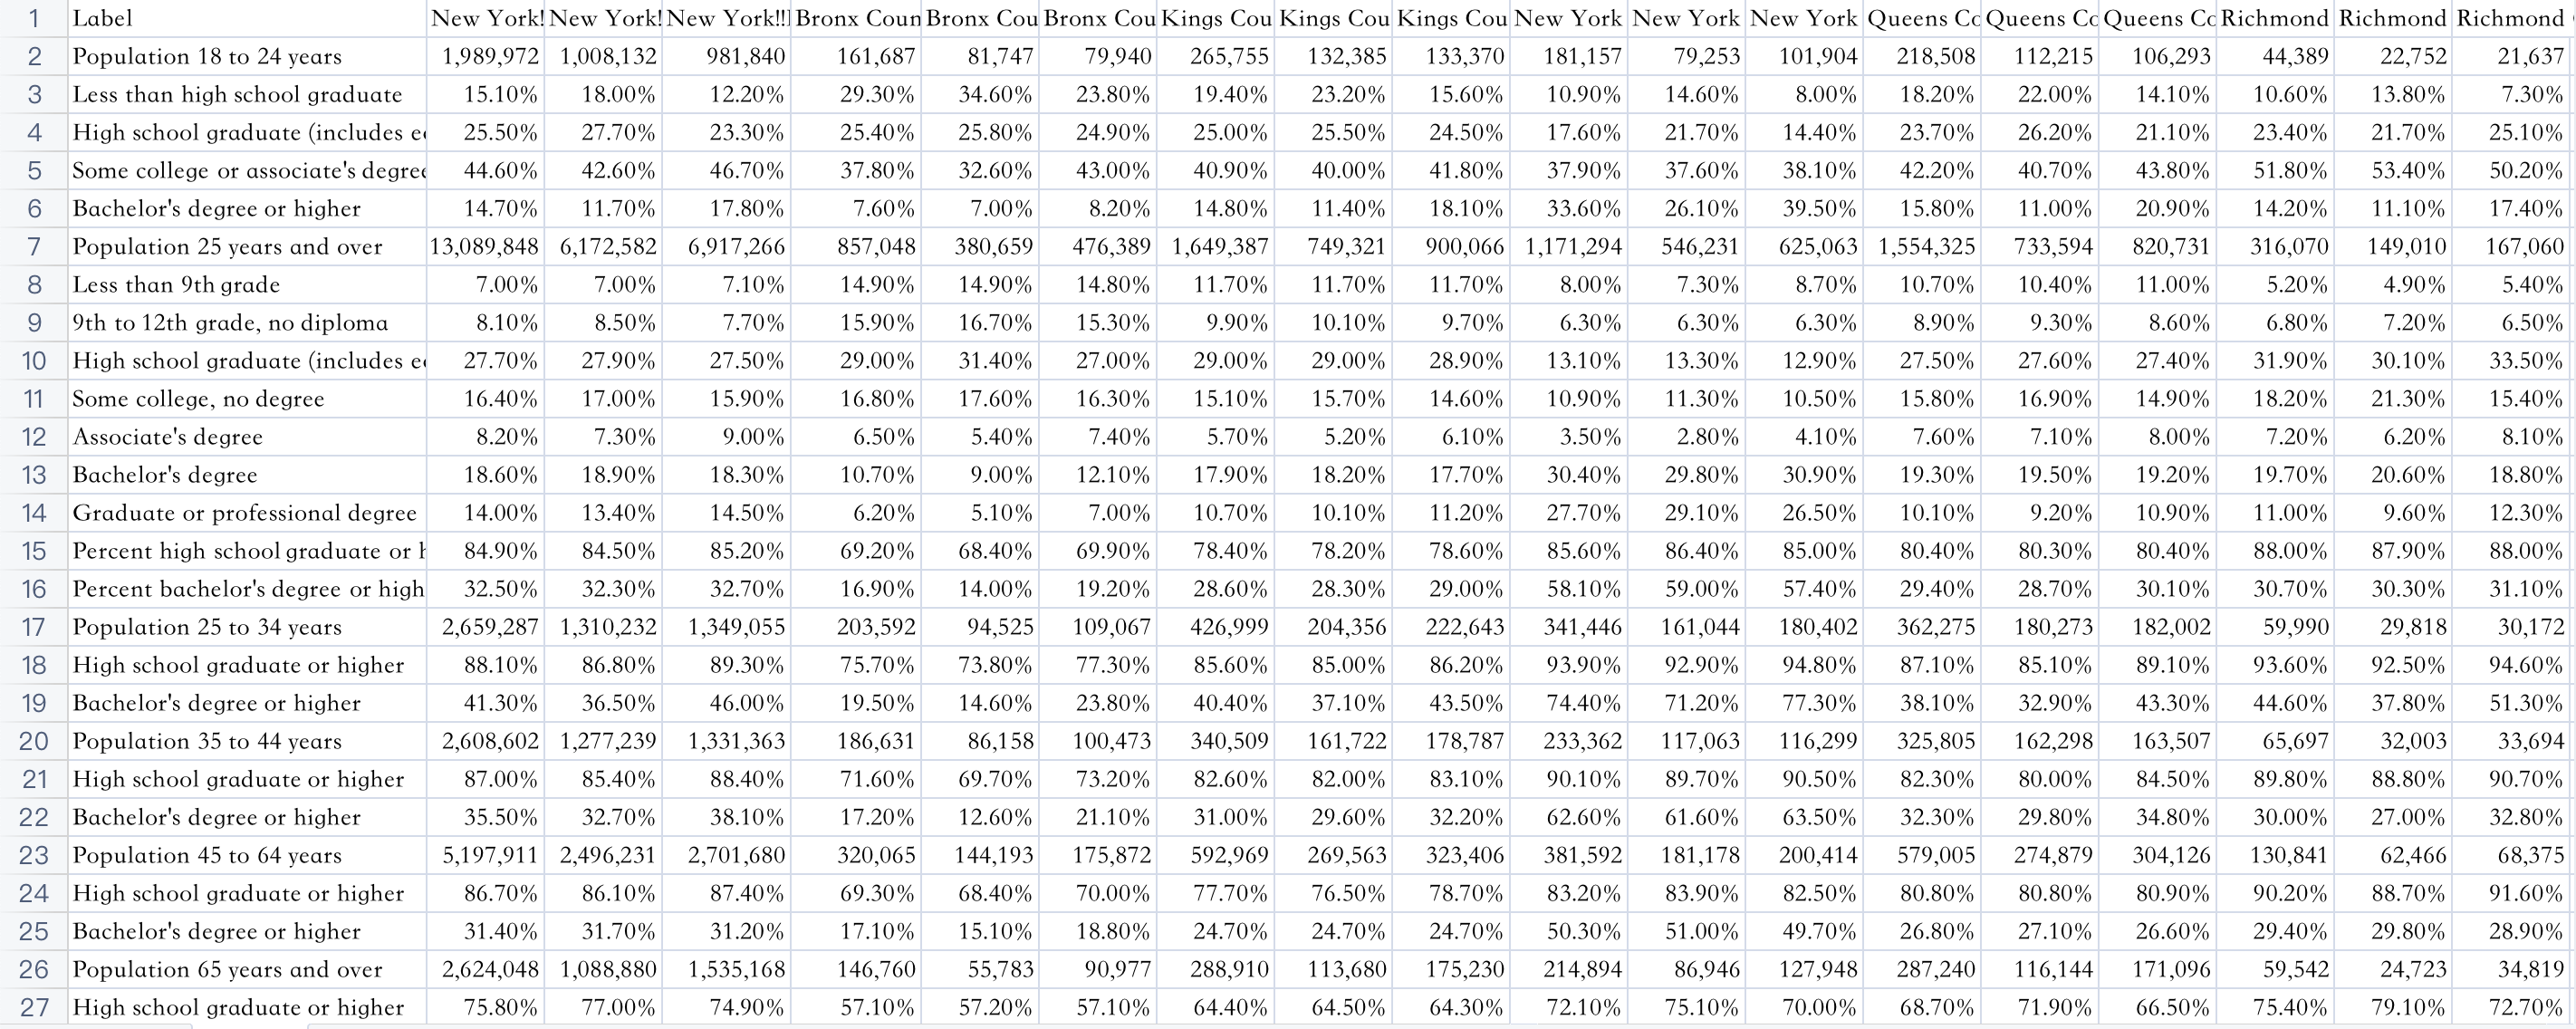 1 Label New York! New York! New York!! Bronx Coun Bronx Cou Bronx Cou Kings Cou Kings Cou Kings Cou New York New York New York Queens Co Queens Co Queens Co Richmond Richmond Richmond
2 Population 18 to 24 years 1,989,972 1,008,132 981,840 161,687 81,747 79,940 265,755 132,385 133,370 181,157 79,253 101,904 218,508 112,215 106,293 44,389 22,752 21,637
3 Less than high school graduate 15.10% 18.00% 12.20% 29.30% 34.60% 23.80% 19.40% 23.20% 15.60% 10.90% 14.60% 8.00% 18.20% 22.00% 14.10% 10.60% 13.80% 7.30%
4 High school graduate (includes e 25.50% 27.70% 23.30% 25.40% 25.80% 24.90% 25.00% 25.50% 24.50% 17.60% 21.70% 14.40% 23.70% 26.20% 21.10% 23.40% 21.70% 25.10%
5 Some college or associate's degree 44.60% 42.60% 46.70% 37.80% 32.60% 43.00% 40.90% 40.00% 41.80% 37.90% 37.60% 38.10% 42.20% 40.70% 43.80% 51.80% 53.40% 50.20%
6 Bachelor's degree or higher 14.70% 11.70% 17.80% 7.60% 7.00% 8.20% 14.80% 11.40% 18.10% 33.60% 26.10% 39.50% 15.80% 11.00% 20.90% 14.20% 11.10% 17.40%
7 Population 25 years and over 13,089,848 6,172,582 6,917,266 857,048 380,659 476,389 1,649,387 749,321 900,066 1,171,294 546,231 625,063 1,554,325 733,594 820,731 316,070 149,010 167,060
8 Less than 9th grade 7.00% 7.00% 7.10% 14.90% 14.90% 14.80% 11.70% 11.70% 11.70% 8.00% 7.30% 8.70% 10.70% 10.40% 11.00% 5.20% 4.90% 5.40%
9 9th to 12th grade, no diploma 8.10% 8.50% 7.70% 15.90% 16.70% 15.30% 9.90% 10.10% 9.70% 6.30% 6.30% 6.30% 8.90% 9.30% 8.60% 6.80% 7.20% 6.50%
10 High school graduate (includes e 27.70% 27.90% 27.50% 29.00% 31.40% 27.00% 29.00% 29.00% 28.90% 13.10% 13.30% 12.90% 27.50% 27.60% 27.40% 31.90% 30.10% 33.50%
11 Some college, no degree 16.40% 17.00% 15.90% 16.80% 17.60% 16.30% 15.10% 15.70% 14.60% 10.90% 11.30% 10.50% 15.80% 16.90% 14.90% 18.20% 21.30% 15.40%
12 Associate's degree 8.20% 7.30% 9.00% 6.50% 5.40% 7.40% 5.70% 5.20% 6.10% 3.50% 2.80% 4.10% 7.60% 7.10% 8.00% 7.20% 6.20% 8.10%
13 Bachelor's degree 18.60% 18.90% 18.30% 10.70% 9.00% 12.10% 17.90% 18.20% 17.70% 30.40% 29.80% 30.90% 19.30% 19.50% 19.20% 19.70% 20.60% 18.80%
14 Graduate or professional degree 14.00% 13.40% 14.50% 6.20% 5.10% 7.00% 10.70% 10.10% 11.20% 27.70% 29.10% 26.50% 10.10% 9.20% 10.90% 11.00% 9.60% 12.30%
15 Percent high school graduate or h 84.90% 84.50% 85.20% 69.20% 68.40% 69.90% 78.40% 78.20% 78.60% 85.60% 86.40% 85.00% 80.40% 80.30% 80.40% 88.00% 87.90% 88.00%
16 Percent bachelor's degree or high 32.50% 32.30% 32.70% 16.90% 14.00% 19.20% 28.60% 28.30% 29.00% 58.10% 59.00% 57.40% 29.40% 28.70% 30.10% 30.70% 30.30% 31.10%
17 Population 25 to 34 years 2,659,287 1,310,232 1,349,055 203,592 94,525 109,067 426,999 204,356 222,643 341,446 161,044 180,402 362,275 180,273 182,002 59,990 29,818 30,172
18 High school graduate or higher 88.10% 86.80% 89.30% 75.70% 73.80% 77.30% 85.60% 85.00% 86.20% 93.90% 92.90% 94.80% 87.10% 85.10% 89.10% 93.60% 92.50% 94.60%
19 Bachelor's degree or higher 41.30% 36.50% 46.00% 19.50% 14.60% 23.80% 40.40% 37.10% 43.50% 74.40% 71.20% 77.30% 38.10% 32.90% 43.30% 44.60% 37.80% 51.30%
20 Population 35 to 44 years 2,608,602 1,277,239 1,331,363 186,631 86,158 100,473 340,509 161,722 178,787 233,362 117,063 116,299 325,805 162,298 163,507 65,697 32,003 33,694
21 High school graduate or higher 87.00% 85.40% 88.40% 71.60% 69.70% 73.20% 82.60% 82.00% 83.10% 90.10% 89.70% 90.50% 82.30% 80.00% 84.50% 89.80% 88.80% 90.70%
22 Bachelor's degree or higher 35.50% 32.70% 38.10% 17.20% 12.60% 21.10% 31.00% 29.60% 32.20% 62.60% 61.60% 63.50% 32.30% 29.80% 34.80% 30.00% 27.00% 32.80%
23 Population 45 to 64 years 5,197,911 2,496,231 2,701,680 320,065 144,193 175,872 592,969 269,563 323,406 381,592 181,178 200,414 579,005 274,879 304,126 130,841 62,466 68,375
24 High school graduate or higher 86.70% 86.10% 87.40% 69.30% 68.40% 70.00% 77.70% 76.50% 78.70% 83.20% 83.90% 82.50% 80.80% 80.80% 80.90% 90.20% 88.70% 91.60%
25 Bachelor's degree or higher 31.40% 31.70% 31.20% 17.10% 15.10% 18.80% 24.70% 24.70% 24.70% 50.30% 51.00% 49.70% 26.80% 27.10% 26.60% 29.40% 29.80% 28.90%
26 Population 65 years and over 2,624,048 1,088,880 1,535,168 146,760 55,783 90,977 288,910 113,680 175,230 214,894 86,946 127,948 287,240 116,144 171,096 59,542 24,723 34,819
27 High school graduate or higher 75.80% 77.00% 74.90% 57.10% 57.20% 57.10% 64.40% 64.50% 64.30% 72.10% 75.10% 70.00% 68.70% 71.90% 66.50% 75.40% 79.10% 72.70%